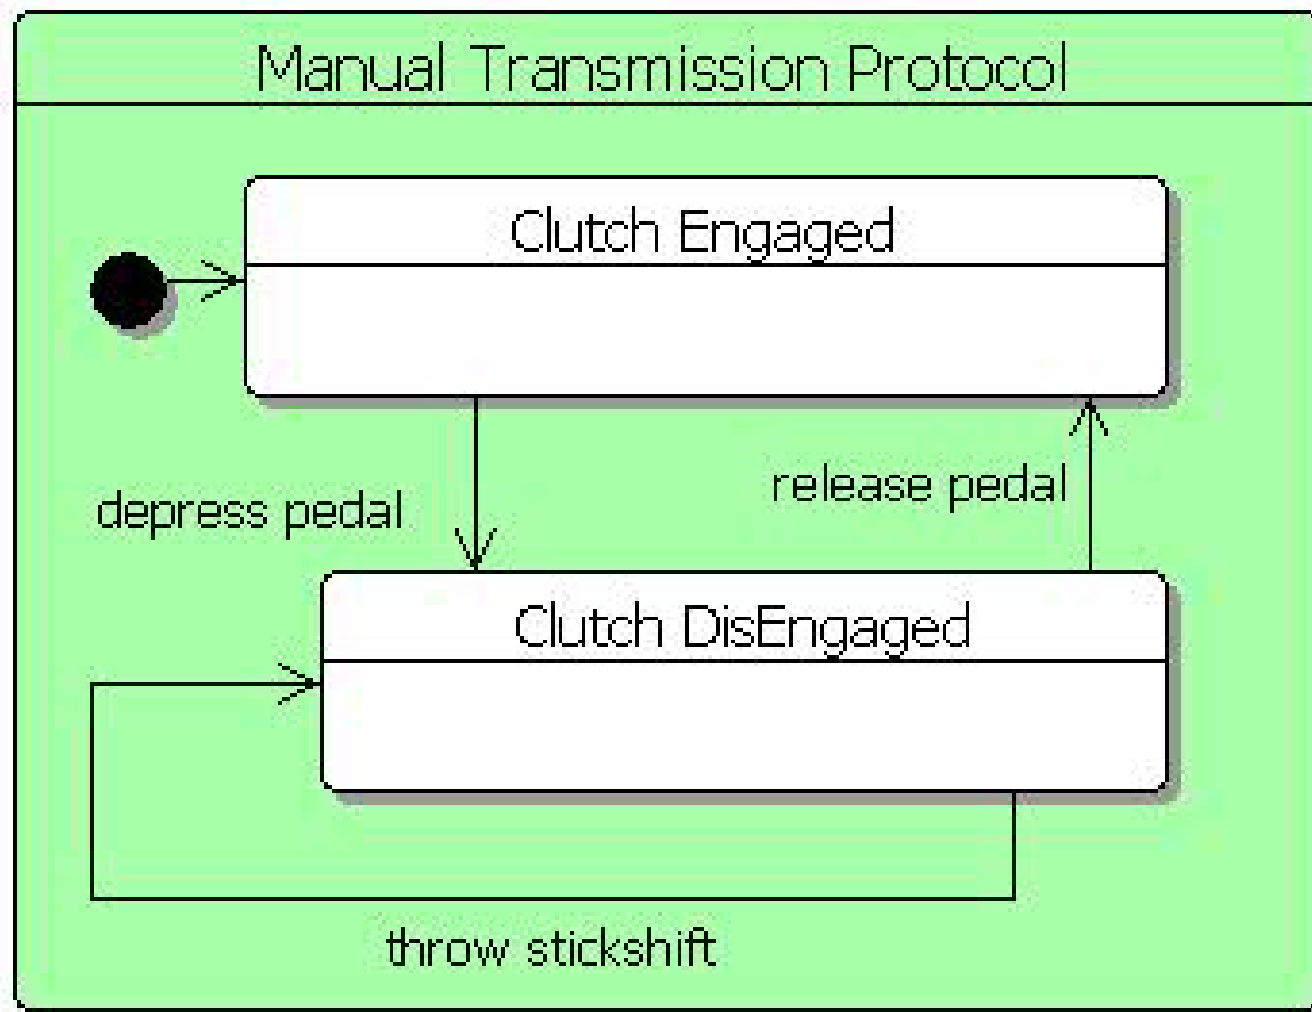 Manual Transmission Protocol
Clutch Engaged
release pedal
depress pedal
Clutch DisEngaged
throw stickshift